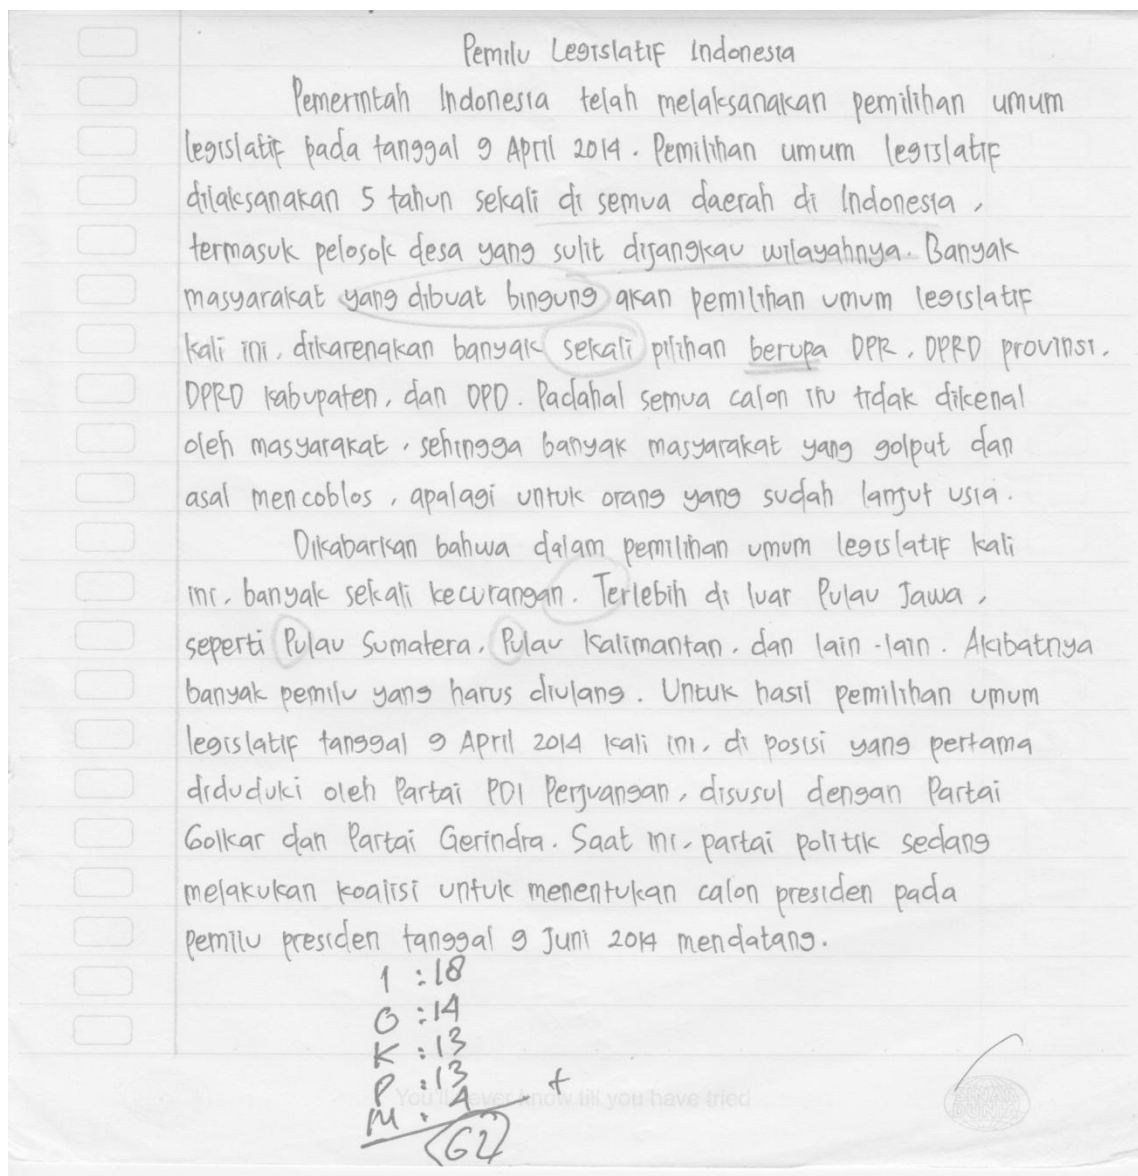 Pemilu Legislatif Indonesia
Pemerintah Indonesia telah melaksanakan pemilihan umum
legislatif pada tanggal 9 April 2014. Pemilihan umum legislatif
dilaksanakan 5 tahun sekali di semua daerah di Indonesia,
termasuk pelosok desa yang sulit dijangkau wilayahnya. Banyak
masyarakat yang dibuat bingung akan pemilihan umum legislatif
kali ini, dikarenakan banyak sekali pilihan berupa DPR, DPRD provinsi,
DPRD kabupaten, dan DPD. Padahal semua calon itu tidak dikenal
oleh masyarakat, sehingga banyak masyarakat yang golput dan
asal mencoblos, apalagi untuk orang yang sudah lanjut usia.
Dikabarkan bahwa dalam pemilihan umum legislatif kali
ini, banyak sekali kecurangan. Terlebih di luar Pulau Jawa,
seperti Pulau Sumatera, Pulau Kalimantan, dan lain-lain. Akibatnya
banyak pemilu yang harus diulang. Untuk hasil pemilihan umum
legislatif tanggal 9 April 2014 kali ini, di posisi yang pertama
diduduki oleh Partai PDI Perjuangan, disusul dengan Partai
Golkar dan Partai Gerindra. Saat ini, partai politik sedang
melakukan koalisi untuk menentukan calon presiden pada
pemilu presiden tanggal 9 Juni 2014 mendatang.
I : 18
O : 14
K : 13
P : 13
M : 4 +
62
You'll never know till you have tried